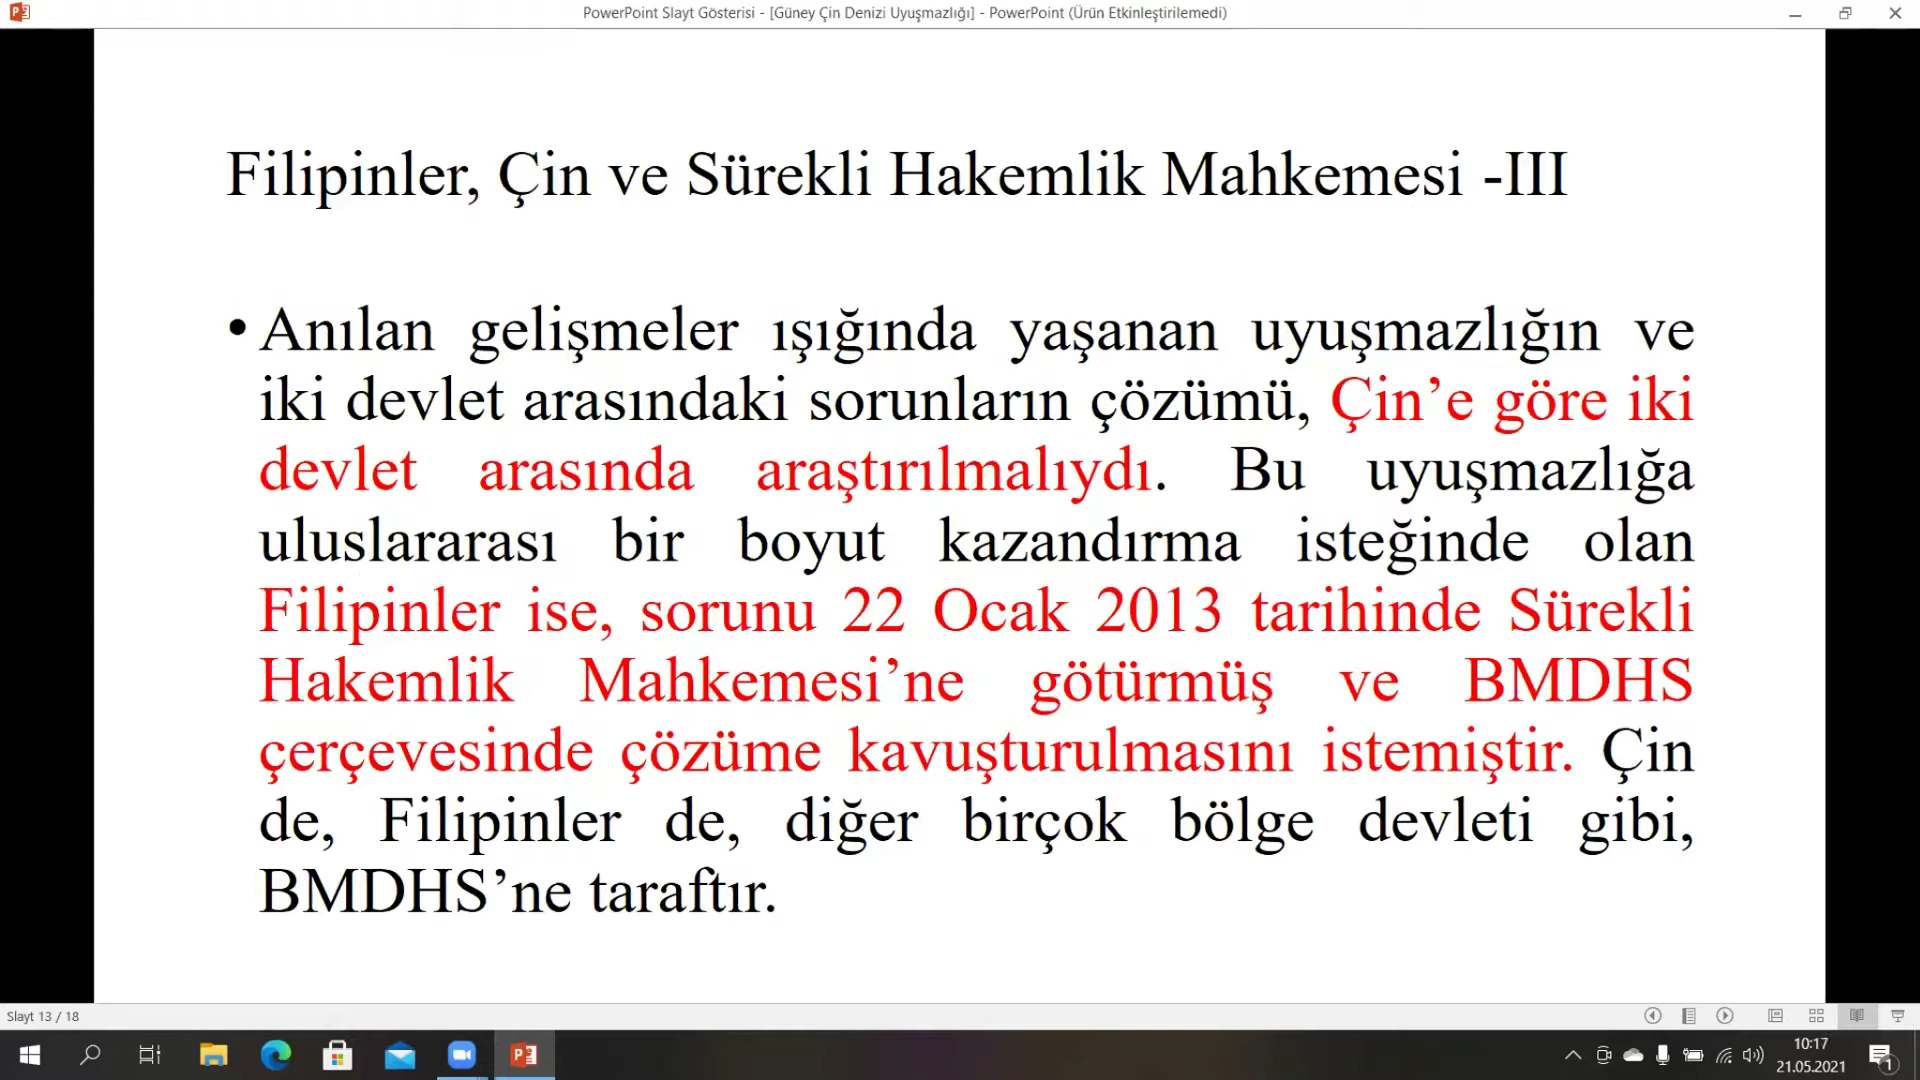 PowerPoint Slayt Gösterisi - [Güney Çin Denizi Uyuşmazlığı] - PowerPoint (Ürün Etkinleştirilemedi)
Filipinler, Çin ve Sürekli Hakemlik Mahkemesi -III
• Anılan gelişmeler ışığında yaşanan uyuşmazlığın ve
iki devlet arasındaki sorunların çözümü, Çin’e göre iki
devlet arasında araştırılmalıydı. Bu uyuşmazlığa
uluslararası bir boyut kazandırma isteğinde olan
Filipinler ise, sorunu 22 Ocak 2013 tarihinde Sürekli
Hakemlik Mahkemesi’ne götürmüş ve BMDHS
çerçevesinde çözüme kavuşturulmasını istemiştir. Çin
de, Filipinler de, diğer birçok bölge devleti gibi,
BMDHS’ne taraftır.
Slayt 13 / 18
10:17
21.05.2021
1